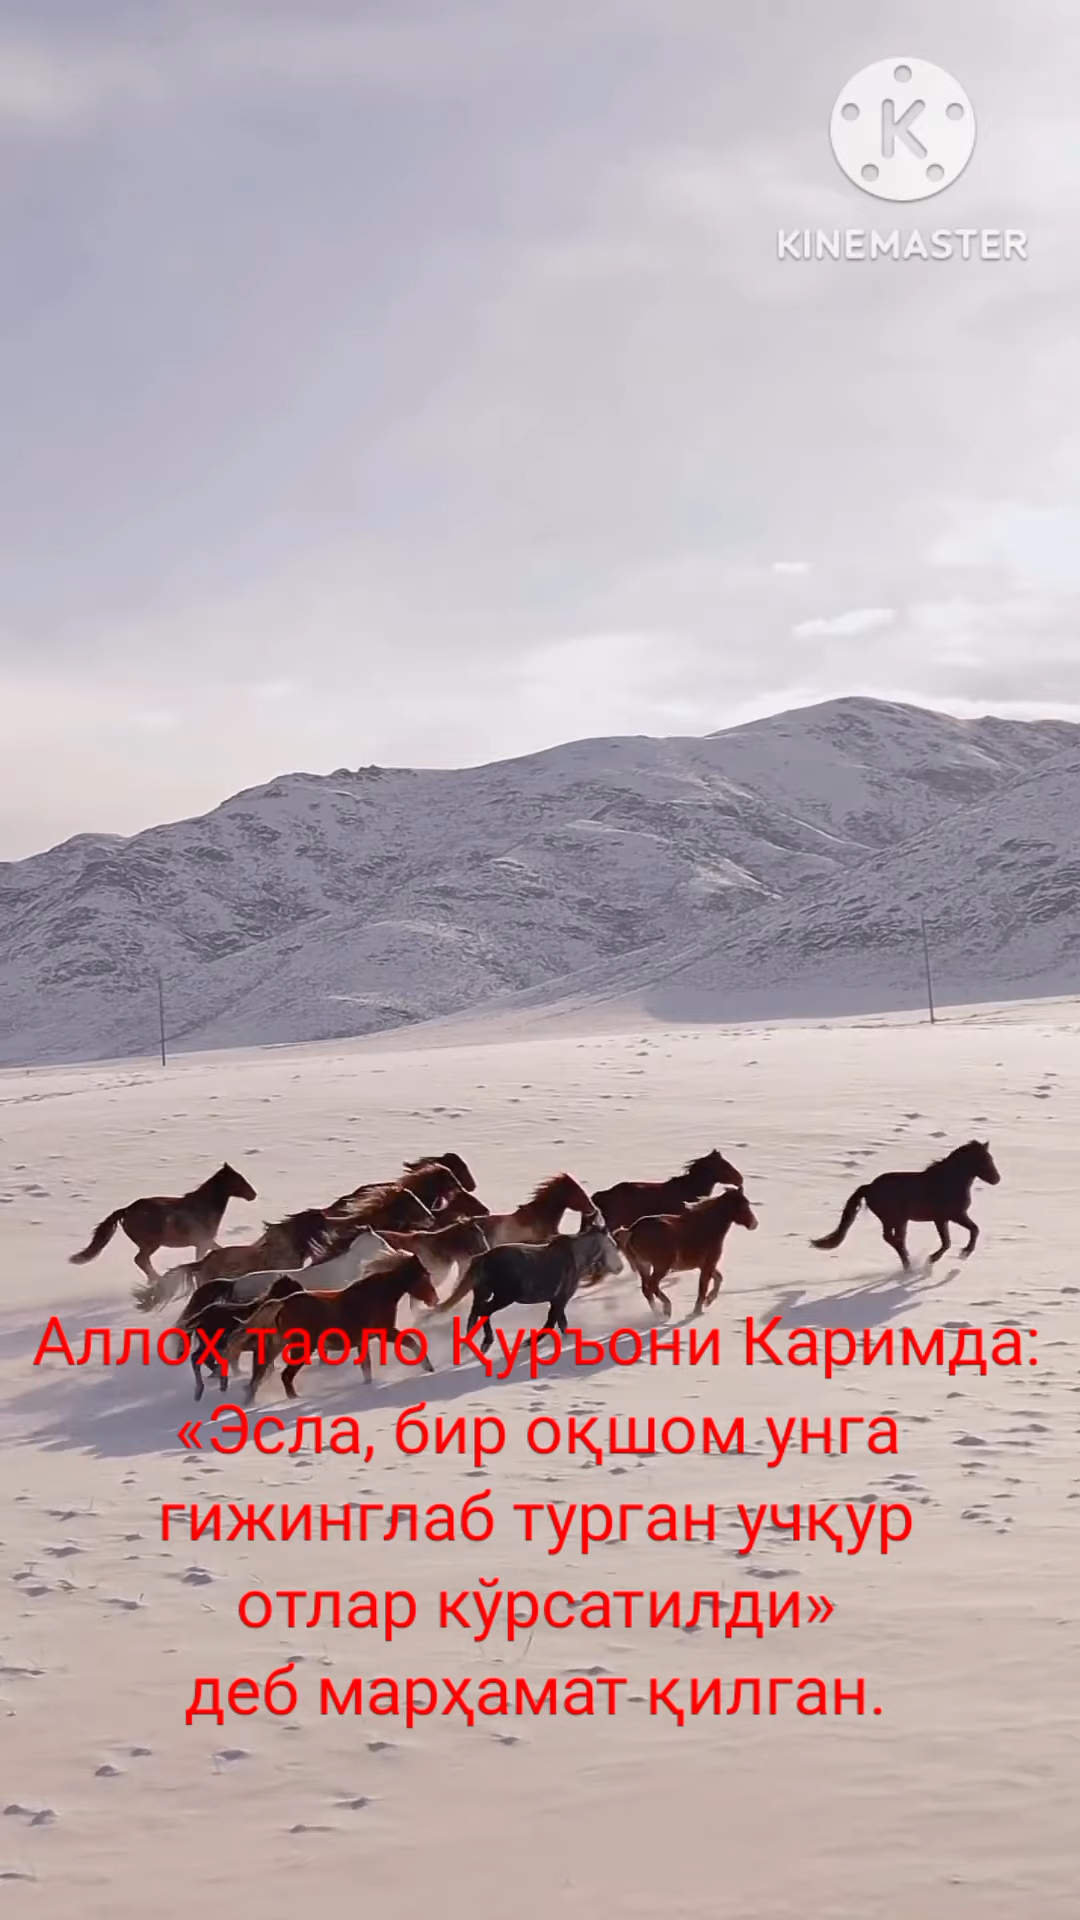 K
KINEMASTER
Аллоҳ таоло Қуръони Каримда:
«Эсла, бир оқшом унга
гижинглаб турган учқур
отлар кўрсатилди»
деб марҳамат қилган.